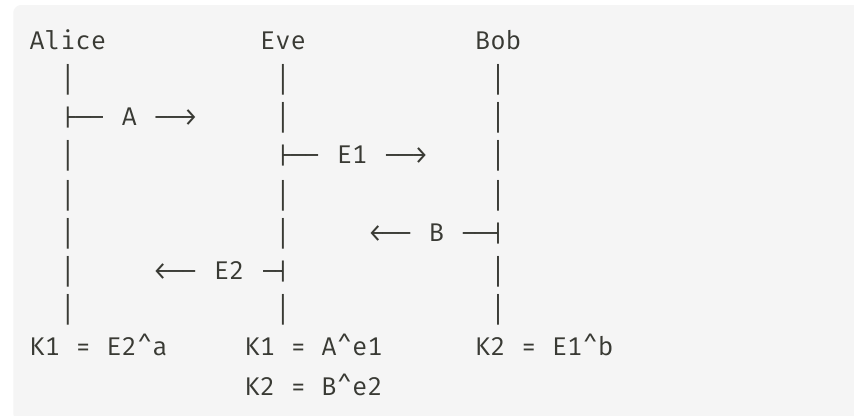 Alice Eve Bob
A
E1
B
E2
K1 = E2^a K1 = A^e1 K2 = E1^b
K2 = B^e2